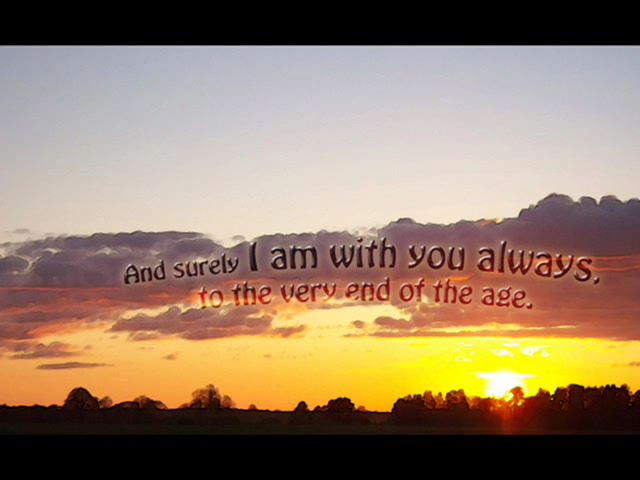 And surely I am with you always,
to the very end of the age.